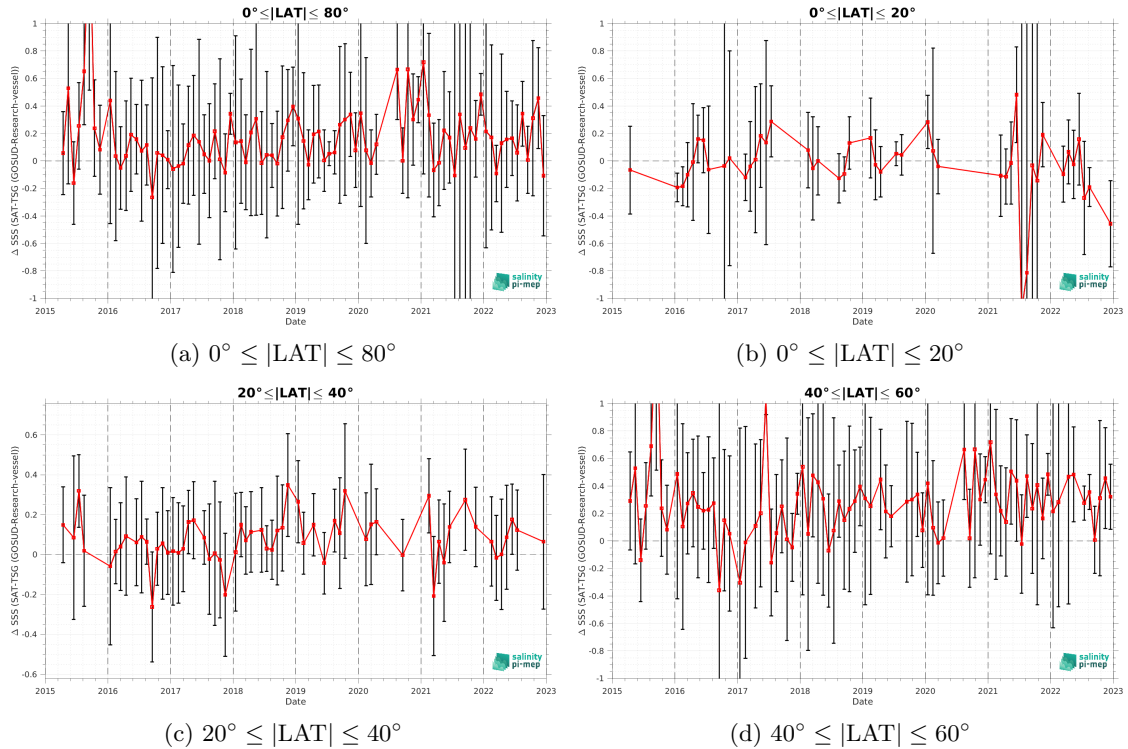 0°≤|LAT|≤ 80°
Δ SSS (SAT-TSG (GOSUD-Research-vessel))
1
0.8
0.6
0.4
0.2
0
-0.2
-0.4
-0.6
-0.8
-1
2015 2016 2017 2018 2019 2020 2021 2022 2023
Date
salinity
pi-mep
(a) 0° ≤ |LAT| ≤ 80°
0°≤|LAT|≤ 20°
Δ SSS (SAT-TSG (GOSUD-Research-vessel))
1
0.8
0.6
0.4
0.2
0
-0.2
-0.4
-0.6
-0.8
-1
2015 2016 2017 2018 2019 2020 2021 2022 2023
Date
salinity
pi-mep
(b) 0° ≤ |LAT| ≤ 20°
20°≤|LAT|≤ 40°
Δ SSS (SAT-TSG (GOSUD-Research-vessel))
0.6
0.4
0.2
0
-0.2
-0.4
-0.6
2015 2016 2017 2018 2019 2020 2021 2022 2023
Date
salinity
pi-mep
(c) 20° ≤ |LAT| ≤ 40°
40°≤|LAT|≤ 60°
Δ SSS (SAT-TSG (GOSUD-Research-vessel))
1
0.8
0.6
0.4
0.2
0
-0.2
-0.4
-0.6
-0.8
-1
2015 2016 2017 2018 2019 2020 2021 2022 2023
Date
salinity
pi-mep
(d) 40° ≤ |LAT| ≤ 60°